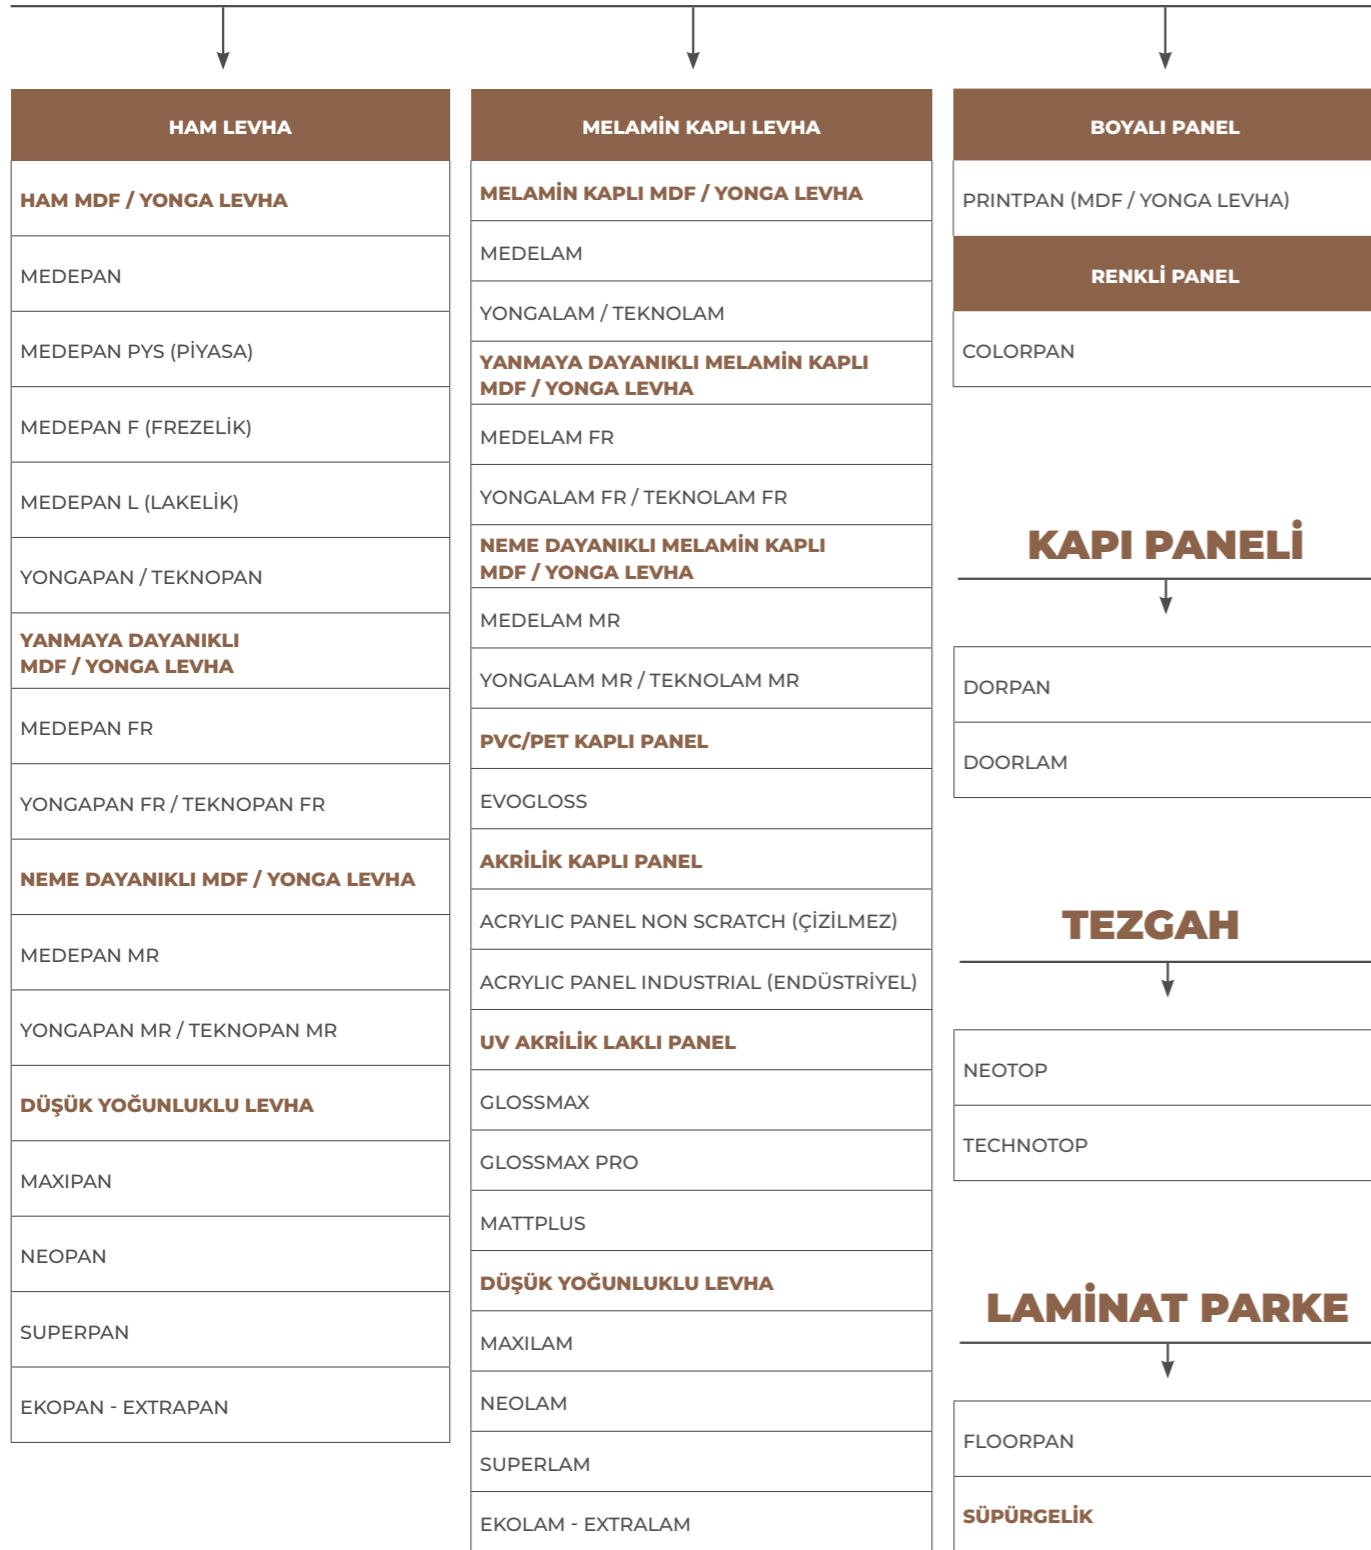 HAM LEVHA
HAM MDF / YONGA LEVHA
MEDEPAN
MEDEPAN PYS (PİYASA)
MEDEPAN F (FREZELİK)
MEDEPAN L (LAKELİK)
YONGAPAN / TEKNOPAN
YANMAYA DAYANIKLI
MDF / YONGA LEVHA
MEDEPAN FR
YONGAPAN FR / TEKNOPAN FR
NEME DAYANIKLI MDF / YONGA LEVHA
MEDEPAN MR
YONGAPAN MR / TEKNOPAN MR
DÜŞÜK YOĞUNLUKLU LEVHA
MAXIPAN
NEOPAN
SUPERPAN
EKOPAN - EXTRAPAN
MELAMİN KAPLI LEVHA
MELAMİN KAPLI MDF / YONGA LEVHA
MEDELAM
YONGALAM / TEKNOLAM
YANMAYA DAYANIKLI MELAMİN KAPLI
MDF / YONGA LEVHA
MEDELAM FR
YONGALAM FR / TEKNOLAM FR
NEME DAYANIKLI MELAMİN KAPLI
MDF / YONGA LEVHA
MEDELAM MR
YONGALAM MR / TEKNOLAM MR
PVC/PET KAPLI PANEL
EVOGLOSS
AKRİLİK KAPLI PANEL
ACRYLIC PANEL NON SCRATCH (ÇİZİLMEZ)
ACRYLIC PANEL INDUSTRIAL (ENDÜSTRİYEL)
UV AKRİLİK LAKLI PANEL
GLOSSMAX
GLOSSMAX PRO
MATTPLUS
DÜŞÜK YOĞUNLUKLU LEVHA
MAXILAM
NEOLAM
SUPERLAM
EKOLAM - EXTRALAM
BOYALI PANEL
PRINTPAN (MDF / YONGA LEVHA)
RENKLİ PANEL
COLORPAN
KAPI PANELİ
DORPAN
DOORLAM
TEZGAH
NEOTOP
TECHNOTOP
LAMİNAT PARKE
FLOORPAN
SÜPÜRGELİK